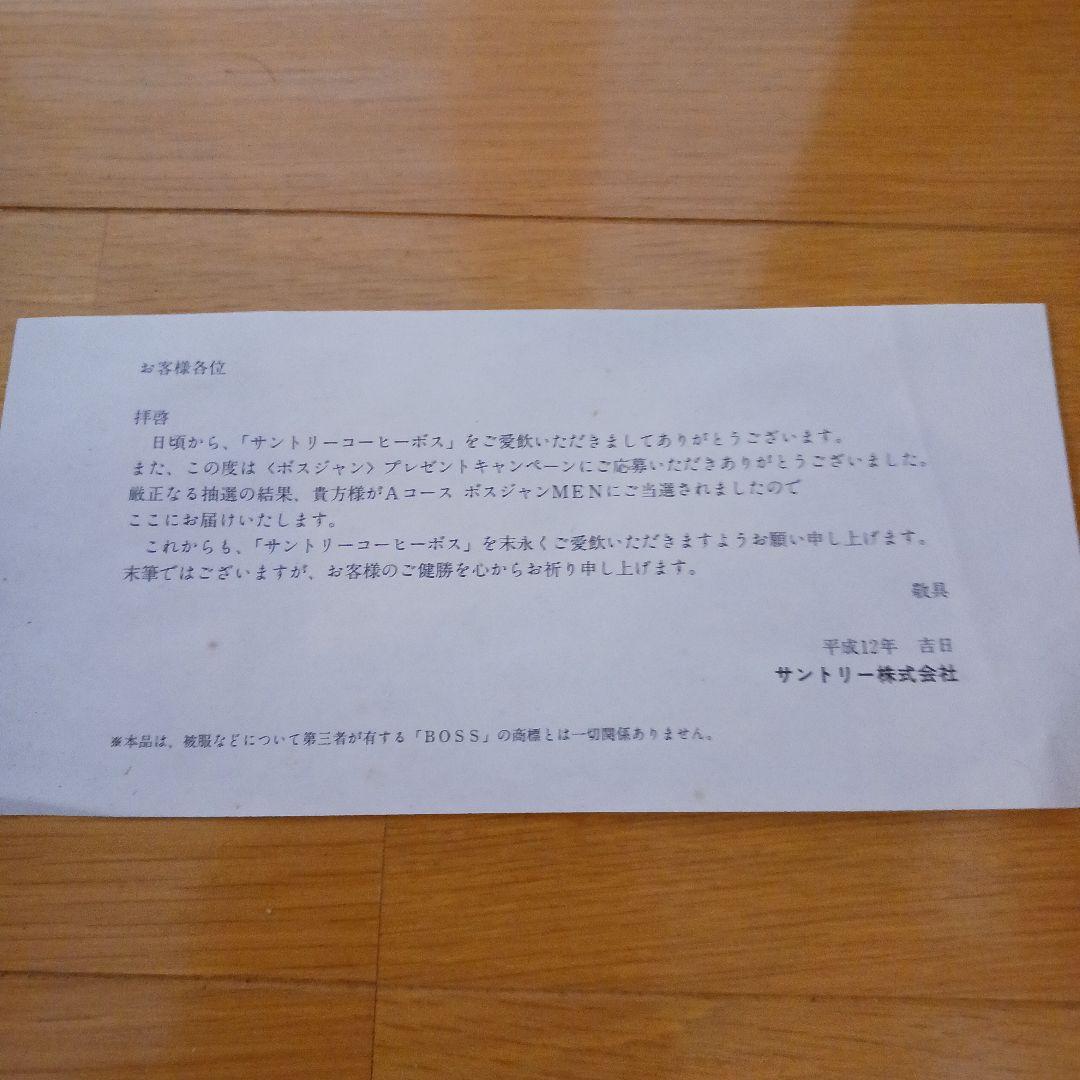 お客様各位
拝啓
日頃から、「サントリーコーヒーボス」をご愛飲いただきましてありがとうございます。
また、この度は〈ボスジャン〉プレゼントキャンペーンにご応募いただきありがとうございました。
厳正なる抽選の結果、貴方様がAコース ボスジャンMENにご当選されましたので
ここにお届けいたします。
これからも、「サントリーコーヒーボス」を末永くご愛飲いただきますようお願い申し上げます。
末筆ではございますが、お客様のご健勝を心からお祈り申し上げます。
敬具
平成12年　吉日
サントリー株式会社
※本品は、被服などについて第三者が有する「BOSS」の商標とは一切関係ありません。